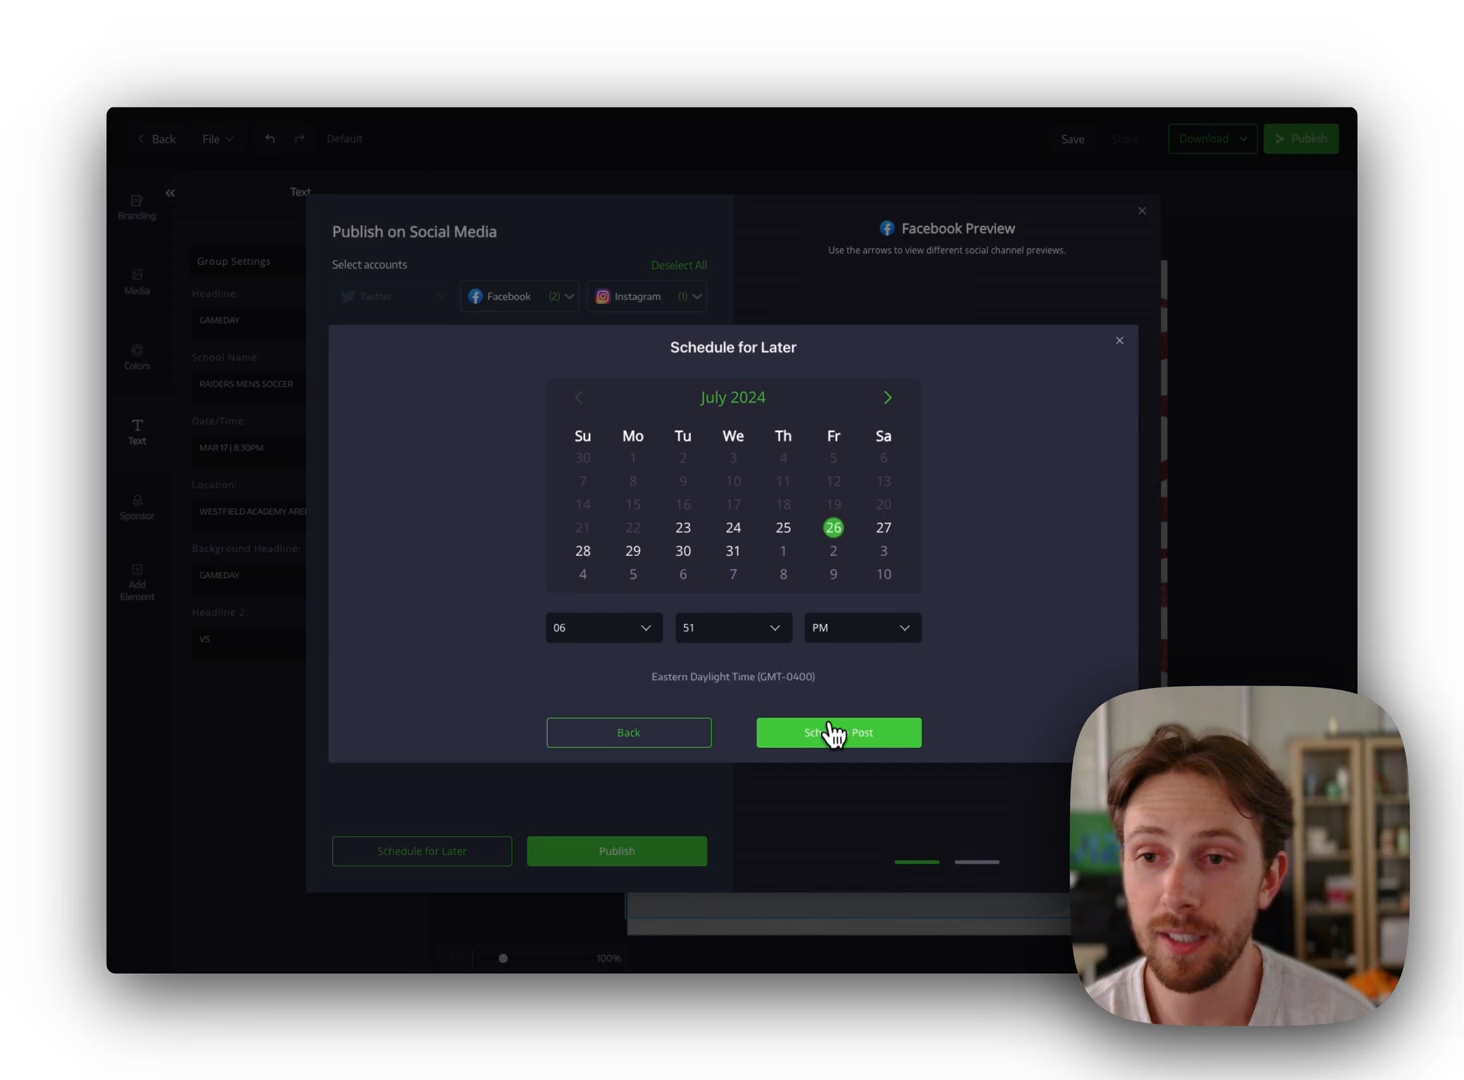 Back
File
Default
Save
Share
Download
Publish
Branding
Media
Colors
Text
Sponsor
Add
Element
Text
Group Settings
Headline:
GAMEDAY
School Name:
RAIDERS MENS SOCCER
Date/Time:
MAR 17 | 8:30PM
Location:
WESTFIELD ACADEMY ARE
Background Headline:
GAMEDAY
Headline 2:
VS
Publish on Social Media
Select accounts
Deselect All
Twitter
Facebook (2)
Instagram (1)
Facebook Preview
Use the arrows to view different social channel previews.
Schedule for Later
July 2024
Su Mo Tu We Th Fr Sa
30 1 2 3 4 5 6
7 8 9 10 11 12 13
14 15 16 17 18 19 20
21 22 23 24 25 26 27
28 29 30 31 1 2 3
4 5 6 7 8 9 10
06 51 PM
Eastern Daylight Time (GMT-0400)
Back
Post
Schedule for Later
Publish
100%